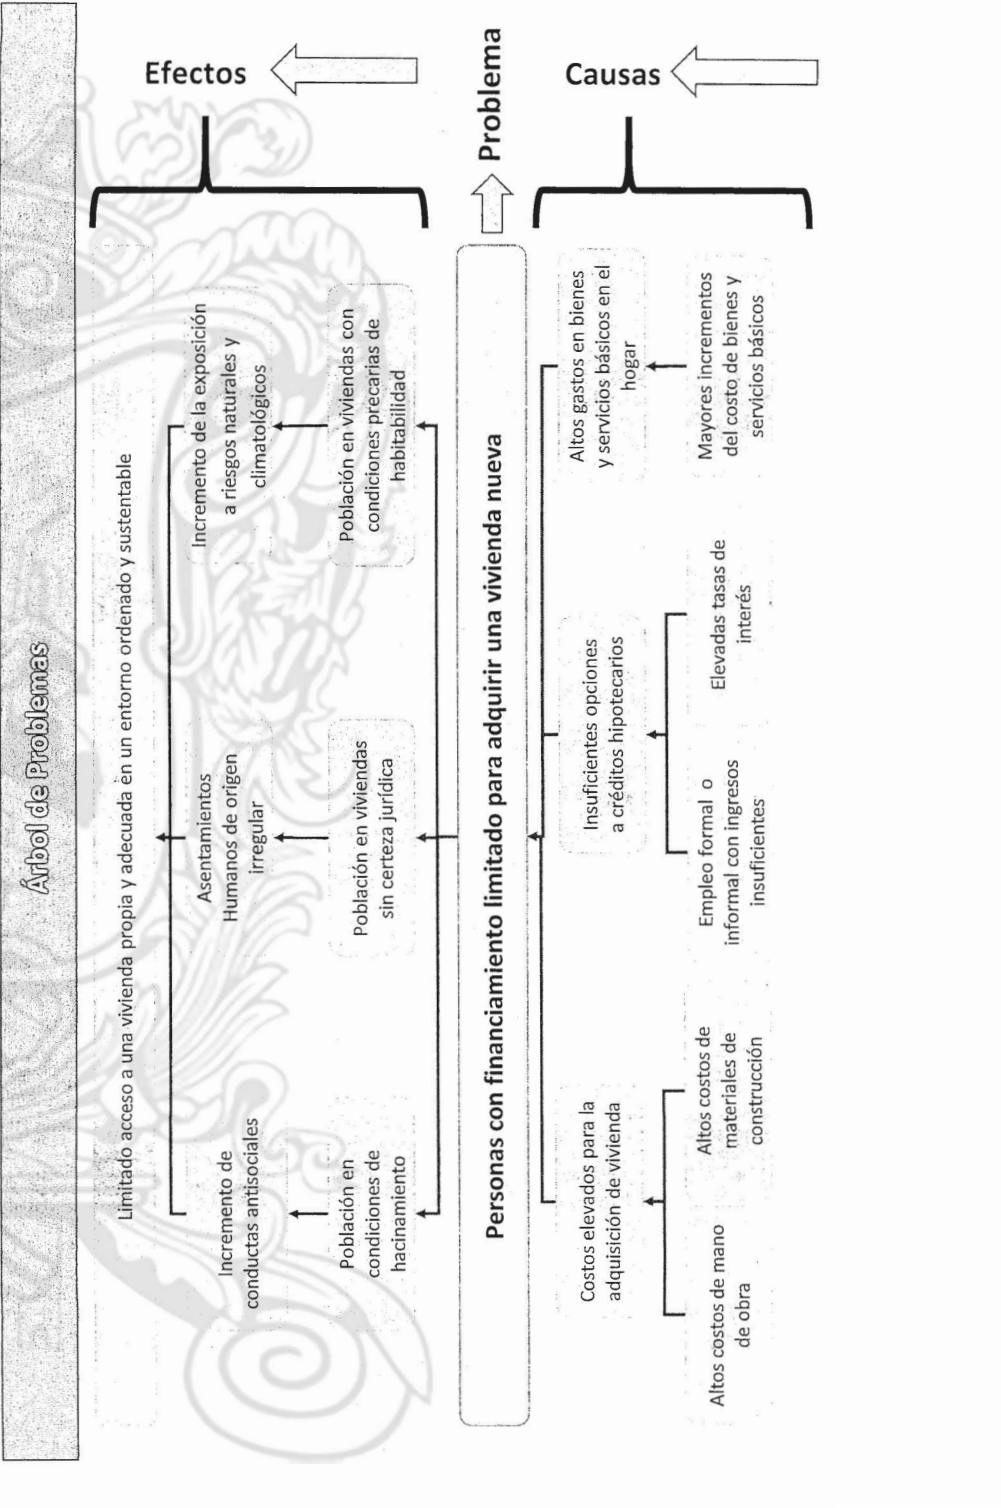 Árbol de Problemas
Limitado acceso a una vivienda propia y adecuada en un entorno ordenado y sustentable
Efectos
Incremento de
conductas antisociales
Asentamientos
Humanos de origen
irregular
Incremento de la exposición
a riesgos naturales y
climatológicos
Población en
condiciones de
hacinamiento
Población en viviendas
sin certeza jurídica
Población en viviendas con
condiciones precarias de
habitabilidad
Personas con financiamiento limitado para adquirir una vivienda nueva
Problema
Costos elevados para la
adquisición de vivienda
Insuficientes opciones
a créditos hipotecarios
Altos gastos en bienes
y servicios básicos en el
hogar
Causas
Altos costos de mano
de obra
Altos costos de
materiales de
construcción
Empleo formal o
informal con ingresos
insuficientes
Elevadas tasas de
interés
Mayores incrementos
del costo de bienes y
servicios básicos